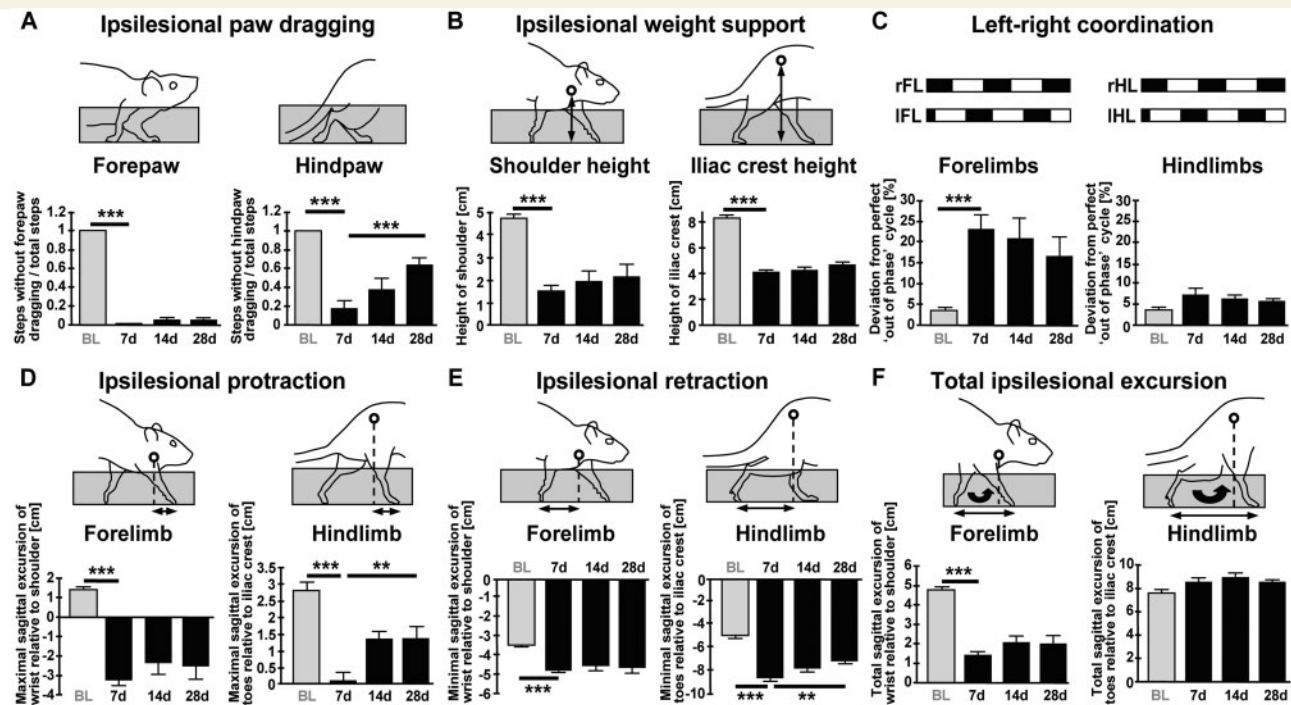 A Ipsilesional paw dragging
Forepaw
Hindpaw
Steps without forepaw
dragging / total steps
1.2
1
0.8
0.6
0.4
0.2
0
***
BL 7d 14d 28d
Steps without hindpaw
dragging / total steps
1.2
1
0.8
0.6
0.4
0.2
0
***
***
BL 7d 14d 28d
B Ipsilesional weight support
Shoulder height
Iliac crest height
Height of shoulder [cm]
5
4
3
2
1
0
***
BL 7d 14d 28d
Height of iliac crest [cm]
8
6
4
2
0
***
BL 7d 14d 28d
C Left-right coordination
rFL
lFL
rHL
lHL
Forelimbs
Hindlimbs
Deviation from perfect
'out of phase' cycle [%]
30
25
20
15
10
5
0
***
BL 7d 14d 28d
Deviation from perfect
'out of phase' cycle [%]
30
25
20
15
10
5
0
BL 7d 14d 28d
D Ipsilesional protraction
Forelimb
Hindlimb
Maximal sagittal excursion of
wrist relative to shoulder [cm]
2
1
0
-1
-2
-3
-4
***
BL 7d 14d 28d
Maximal sagittal excursion of
toes relative to iliac crest [cm]
3.5
3
2.5
2
1.5
1
0.5
0
***
**
BL 7d 14d 28d
E Ipsilesional retraction
Forelimb
Hindlimb
Minimal sagittal excursion of
wrist relative to shoulder [cm]
BL 7d 14d 28d
0
-1
-2
-3
-4
-5
-6
***
Minimal sagittal excursion of
toes relative to iliac crest [cm]
BL 7d 14d 28d
0
-2
-4
-6
-8
-10
***
**
F Total ipsilesional excursion
Forelimb
Hindlimb
Total sagittal excursion of
wrist relative to shoulder [cm]
6
5
4
3
2
1
0
***
BL 7d 14d 28d
Total sagittal excursion of
toes relative to iliac crest [cm]
10
8
6
4
2
0
BL 7d 14d 28d